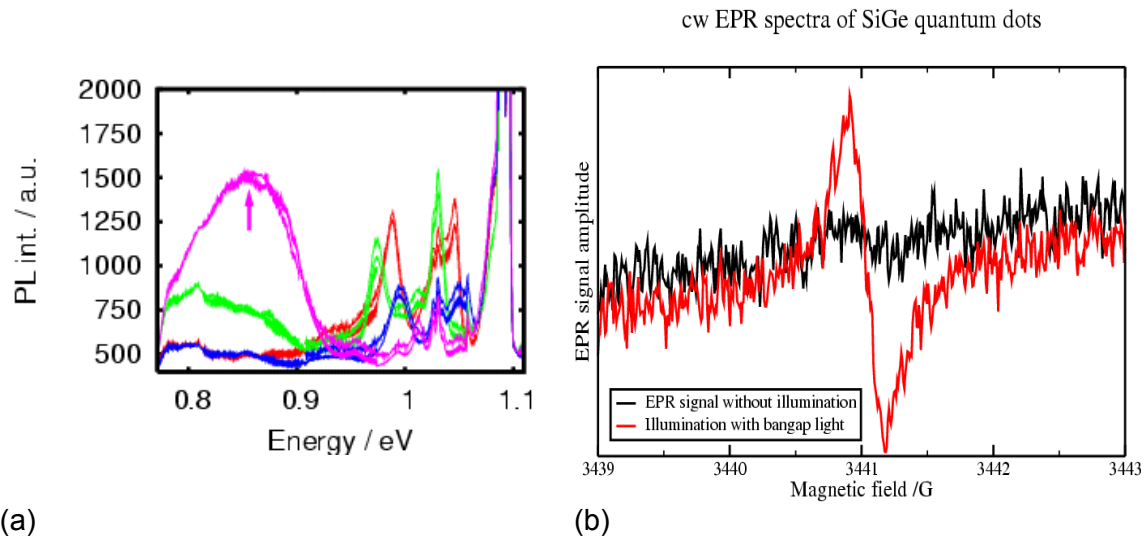 cw EPR spectra of SiGe quantum dots
2000
1750
1500
1250
1000
750
500
PL int. / a.u.
0.8 0.9 1 1.1
Energy / eV
(a)
EPR signal amplitude
EPR signal without illumination
Illumination with bangap light
3439 3440 3441 3442 3443
Magnetic field /G
(b)